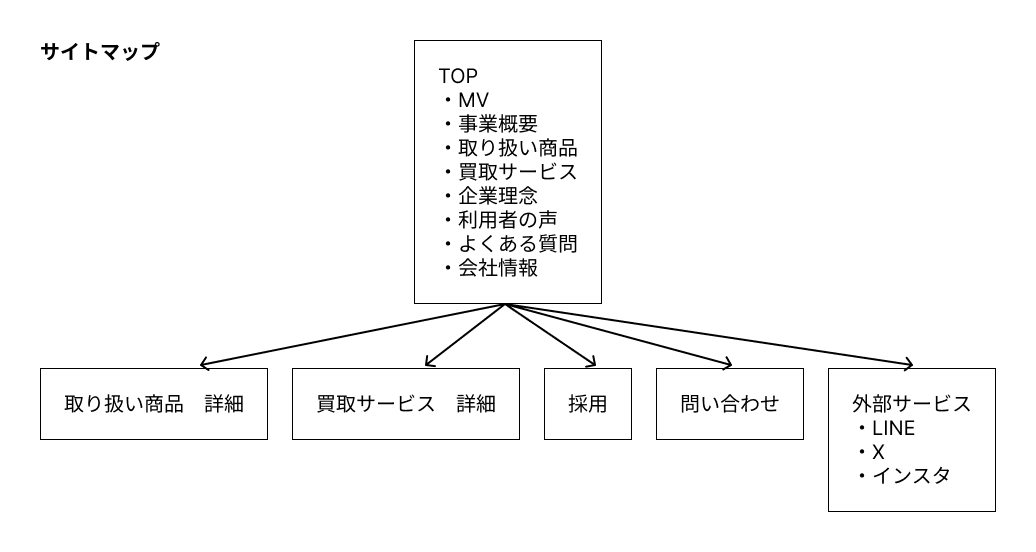 サイトマップ
TOP
・MV
・事業概要
・取り扱い商品
・買取サービス
・企業理念
・利用者の声
・よくある質問
・会社情報
取り扱い商品　詳細
買取サービス　詳細
採用
問い合わせ
外部サービス
・LINE
・X
・インスタ